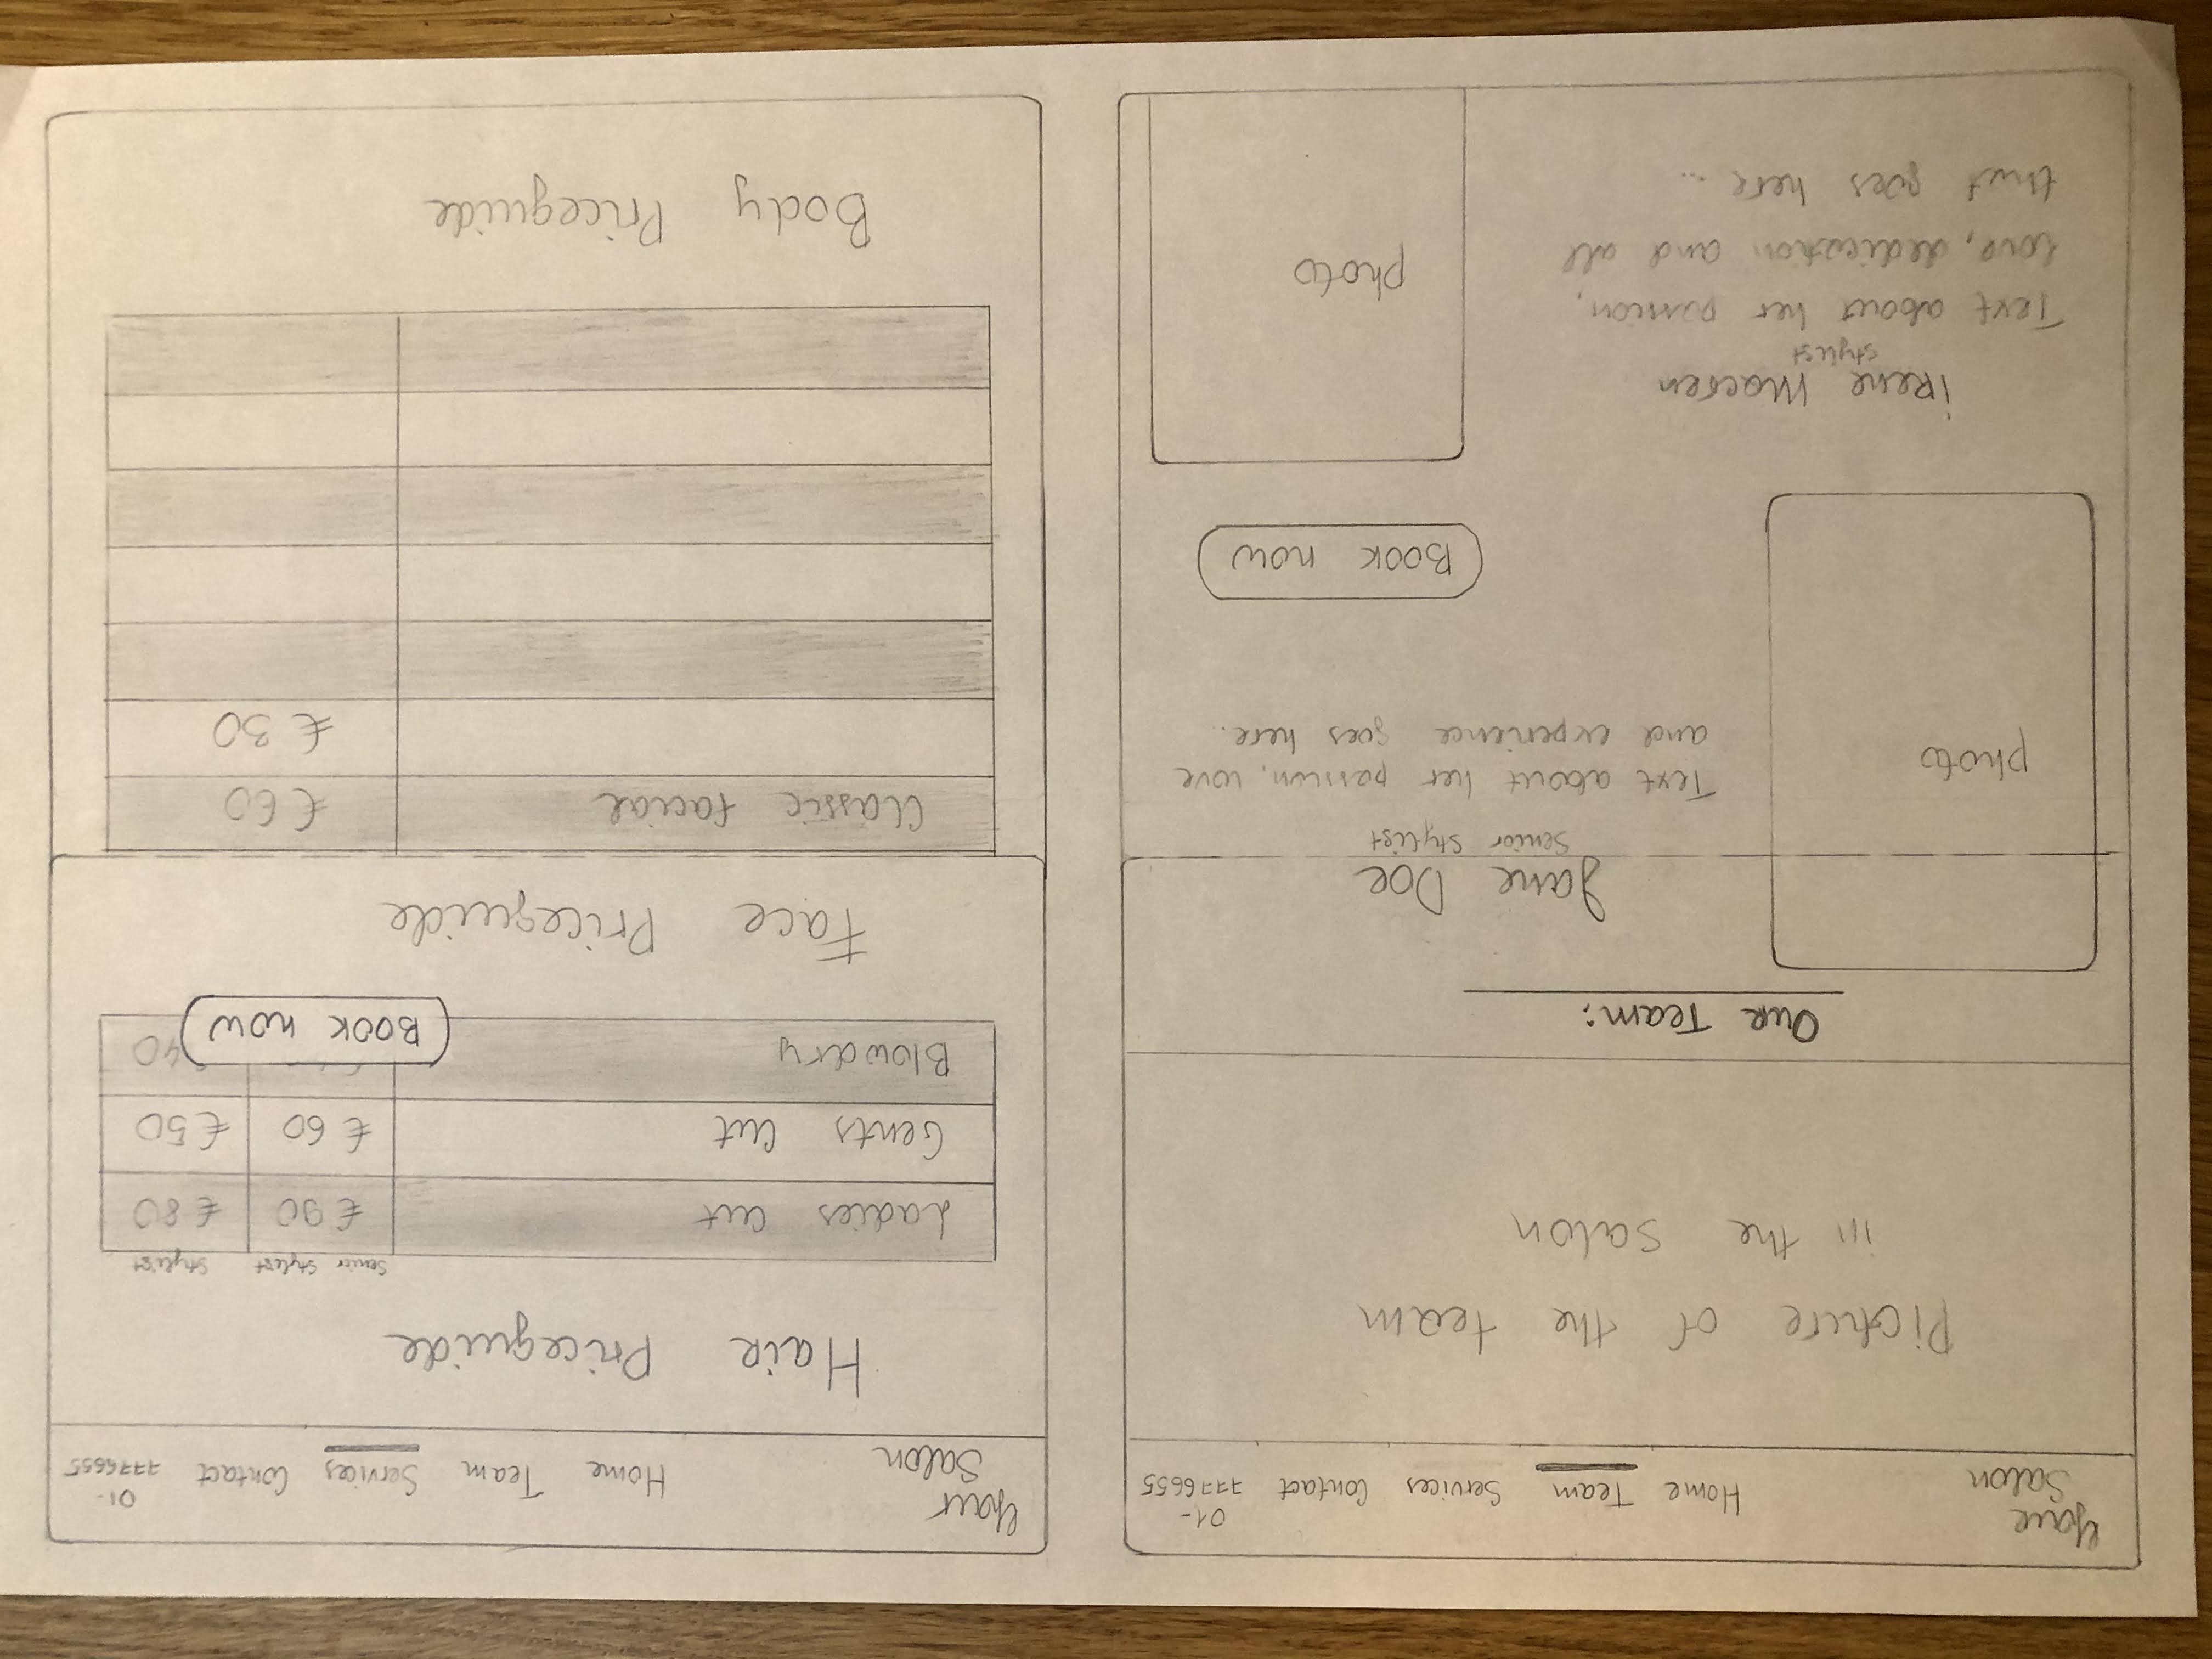 Your
Salon
Home Team Services Contact 01-
7776655
Picture of the team
in the salon
Our Team:
photo
Jane Doe
Senior Stylist
Text about her passion, love
and experience goes here..
Book now
Irene Macren
stylist
Text about her passion,
love, dedication and all
that goes here ...
photo
Your
Salon
Home Team Services Contact 01-
7776655
Hair Priceguide
Senior Stylist Stylist
Ladies cut € 90 € 80
Gents cut € 60 € 50
Blowdry 40
Book now
Face Priceguide
Classic facial € 60
€ 30
Body Priceguide